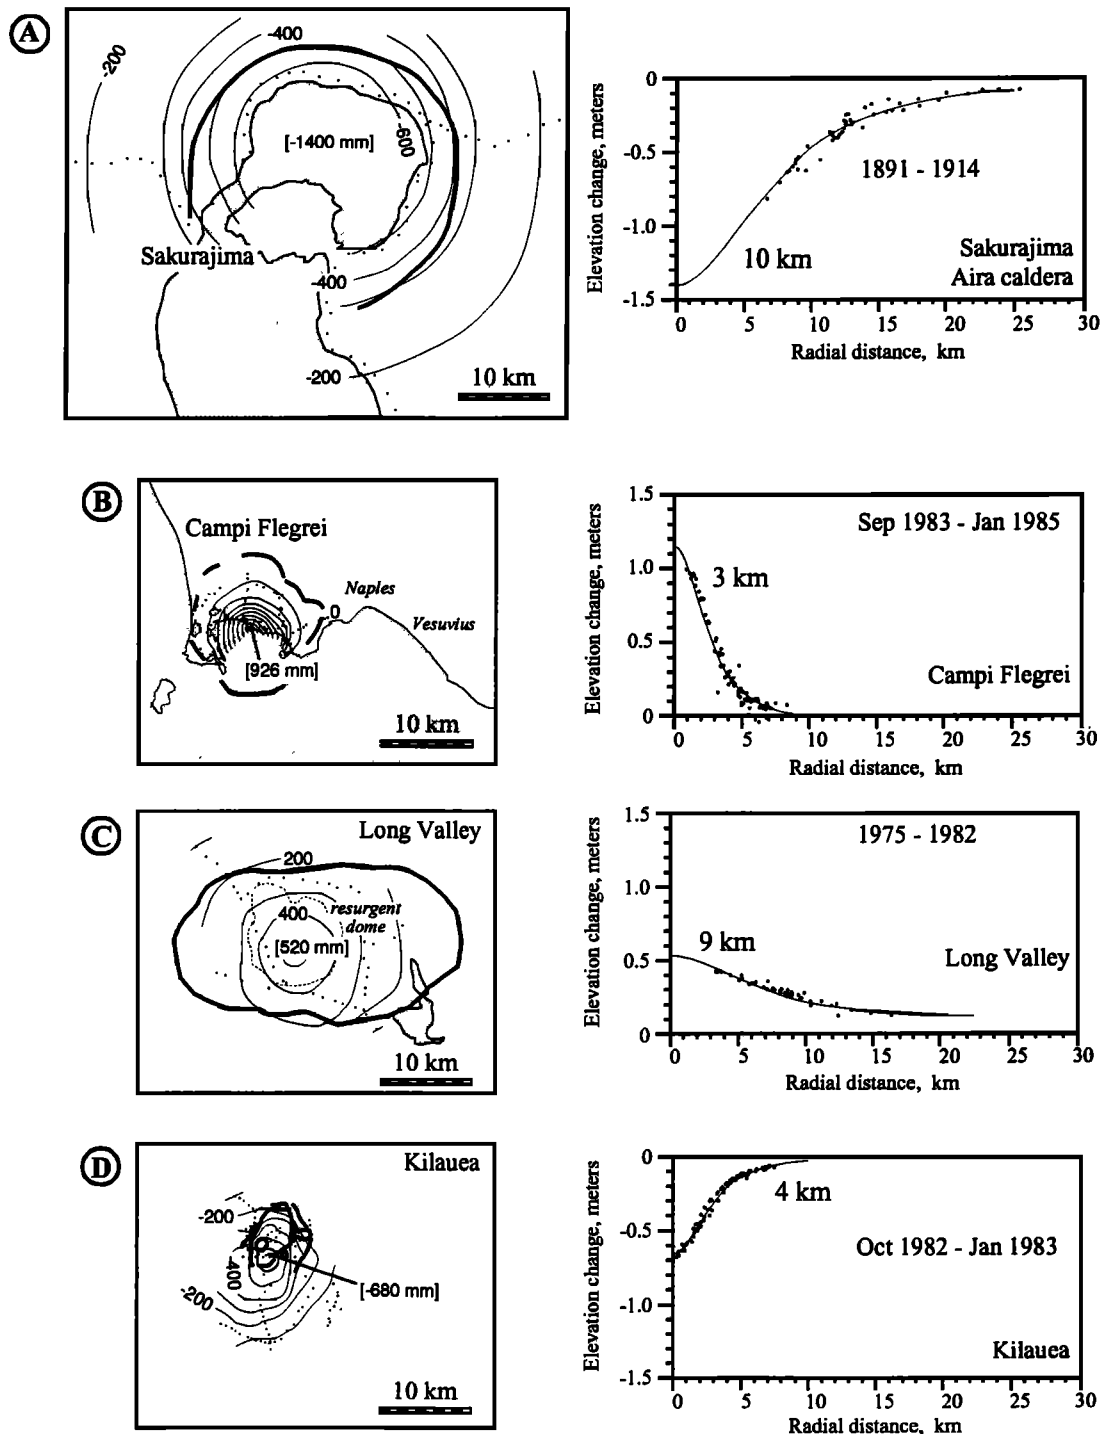 A
-400
-200
[-1400 mm]
-600
Sakurajima
-400
-200
10 km
Elevation change, meters
0
-0.5
-1.0
-1.5
1891 - 1914
10 km
Sakurajima
Aira caldera
0 5 10 15 20 25 30
Radial distance, km
B
Campi Flegrei
Naples
0
Vesuvius
[926 mm]
10 km
Elevation change, meters
1.5
1.0
0.5
0
Sep 1983 - Jan 1985
3 km
Campi Flegrei
0 5 10 15 20 25 30
Radial distance, km
C
Long Valley
200
400
resurgent
dome
[520 mm]
10 km
Elevation change, meters
1.5
1.0
0.5
0
1975 - 1982
9 km
Long Valley
0 5 10 15 20 25 30
Radial distance, km
D
Kilauea
-200
400
-200
[-680 mm]
10 km
Elevation change, meters
0
-0.5
-1.0
-1.5
4 km
Oct 1982 - Jan 1983
Kilauea
0 5 10 15 20 25 30
Radial distance, km